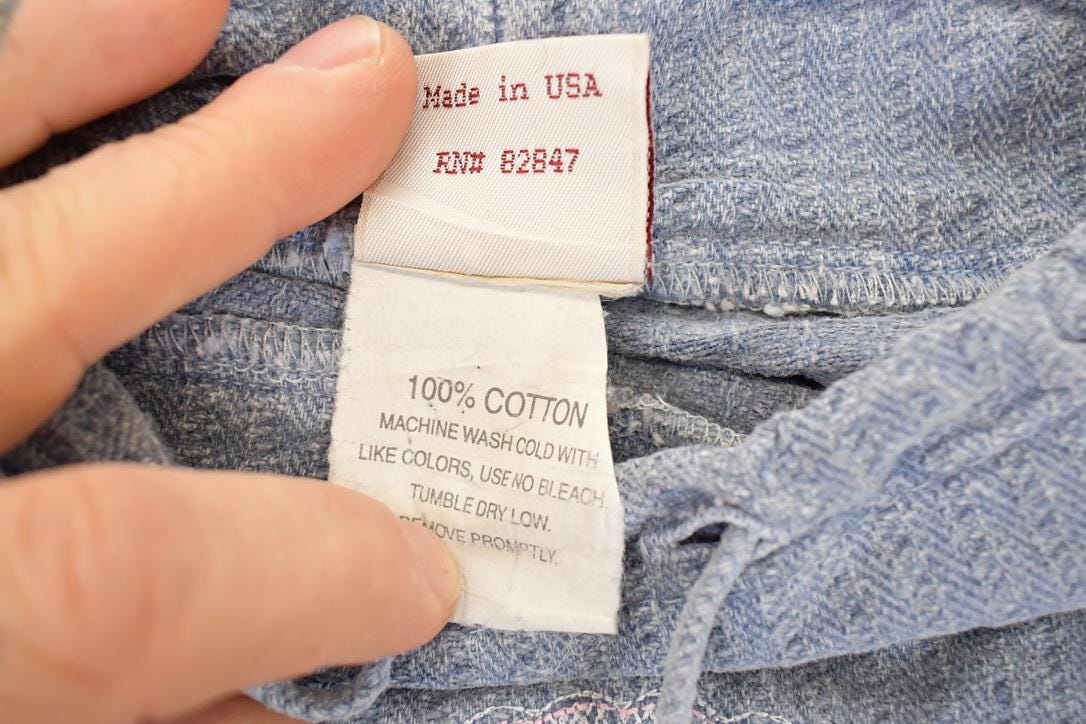 Made in USA
RN# 82847
100% COTTON
MACHINE WASH COLD WITH
LIKE COLORS, USE NO BLEACH.
TUMBLE DRY LOW.
REMOVE PROMPTLY.